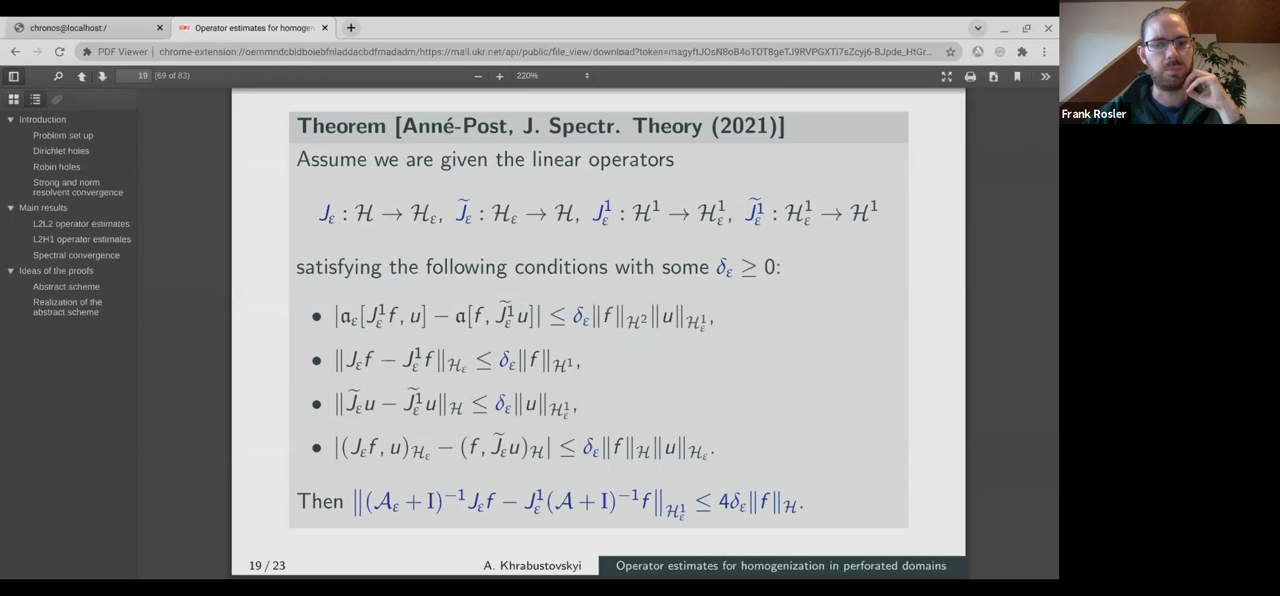 chronos@localhost:/
Operator estimates for homogen
PDF Viewer | chrome-extension://oemmndcbldboiebfnladdacbdfmadadm/https://mail.ukr.net/api/public/file_view/download?token=magyftJOsN8oB4oTOT8geTJ9RVPGXTi7sZcyj6-BJpde_HtGr...
19 (69 of 83)
220%
Introduction
Problem set up
Dirichlet holes
Robin holes
Strong and norm
resolvent convergence
Main results
L2L2 operator estimates
L2H1 operator estimates
Spectral convergence
Ideas of the proofs
Abstract scheme
Realization of the
abstract scheme
Theorem [Anné-Post, J. Spectr. Theory (2021)]
Assume we are given the linear operators
J_ε : ℋ → ℋ_ε, J̃_ε : ℋ_ε → ℋ, J_ε^1 : ℋ^1 → ℋ_ε^1, J̃_ε^1 : ℋ_ε^1 → ℋ^1
satisfying the following conditions with some δ_ε ≥ 0:
• |𝔞_ε[J_ε^1 f, u] − 𝔞[f, J̃_ε^1 u]| ≤ δ_ε‖f‖_{ℋ^2}‖u‖_{ℋ_ε^1},
• ‖J_ε f − J_ε^1 f‖_{ℋ_ε} ≤ δ_ε‖f‖_{ℋ^1},
• ‖J̃_ε u − J̃_ε^1 u‖_ℋ ≤ δ_ε‖u‖_{ℋ_ε^1},
• |(J_ε f, u)_{ℋ_ε} − (f, J̃_ε u)_ℋ| ≤ δ_ε‖f‖_ℋ‖u‖_{ℋ_ε}.
Then ‖(𝒜_ε + I)^{−1} J_ε f − J_ε^1 (𝒜 + I)^{−1} f‖_{ℋ_ε^1} ≤ 4δ_ε‖f‖_ℋ.
19 / 23
A. Khrabustovskyi
Operator estimates for homogenization in perforated domains
Frank Rosler